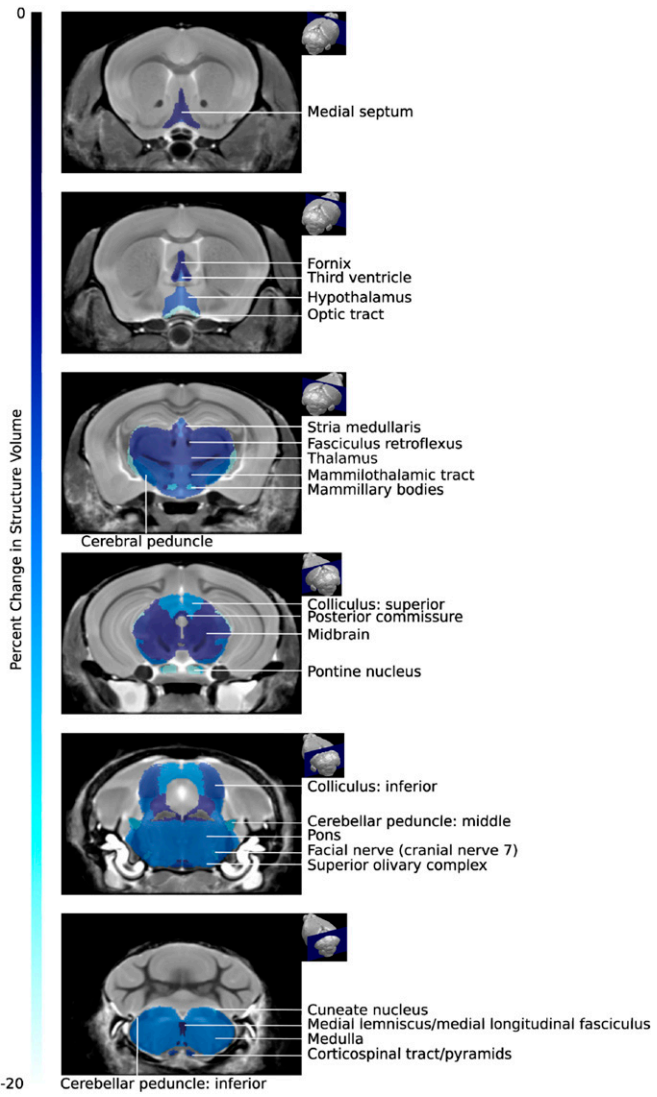 0
Medial septum
Fornix
Third ventricle
Hypothalamus
Optic tract
Percent Change in Structure Volume
Stria medullaris
Fasciculus retroflexus
Thalamus
Mammilothalamic tract
Mammillary bodies
Cerebral peduncle
Colliculus: superior
Posterior commissure
Midbrain
Pontine nucleus
Colliculus: inferior
Cerebellar peduncle: middle
Pons
Facial nerve (cranial nerve 7)
Superior olivary complex
Cuneate nucleus
Medial lemniscus/medial longitudinal fasciculus
Medulla
Corticospinal tract/pyramids
-20
Cerebellar peduncle: inferior